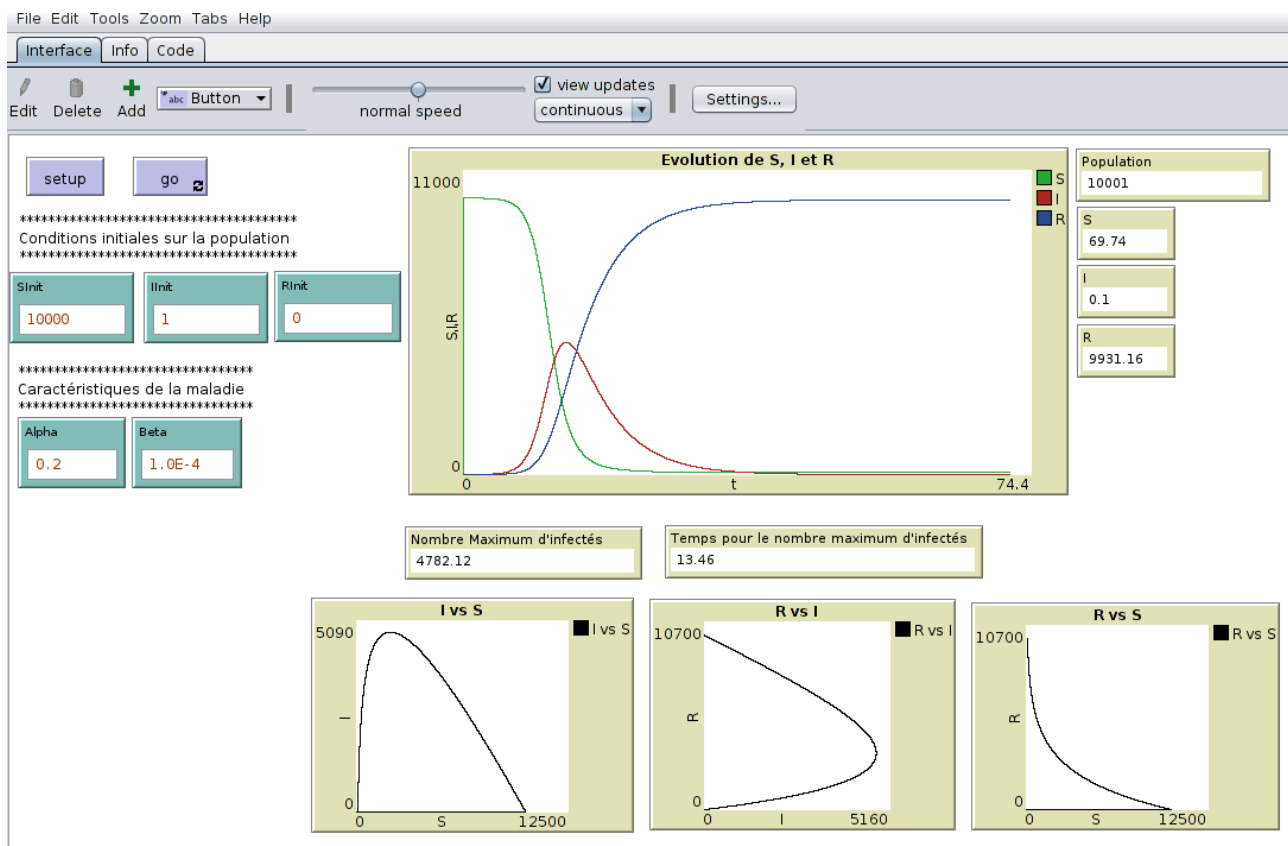 File Edit Tools Zoom Tabs Help
Interface Info Code
Edit Delete Add abc Button normal speed view updates continuous Settings...
setup go
***************************************
Conditions initiales sur la population
***************************************
SInit IInit RInit
10000 1 0
*********************************
Caractéristiques de la maladie
*********************************
Alpha Beta
0.2 1.0E-4
Evolution de S, I et R
11000
S,I,R
0
0 t 74.4
S
I
R
Population
10001
S
69.74
I
0.1
R
9931.16
Nombre Maximum d'infectés
4782.12
Temps pour le nombre maximum d'infectés
13.46
I vs S
5090
I
0
0 S 12500
I vs S
R vs I
10700
R
0
0 I 5160
R vs I
R vs S
10700
R
0
0 S 12500
R vs S